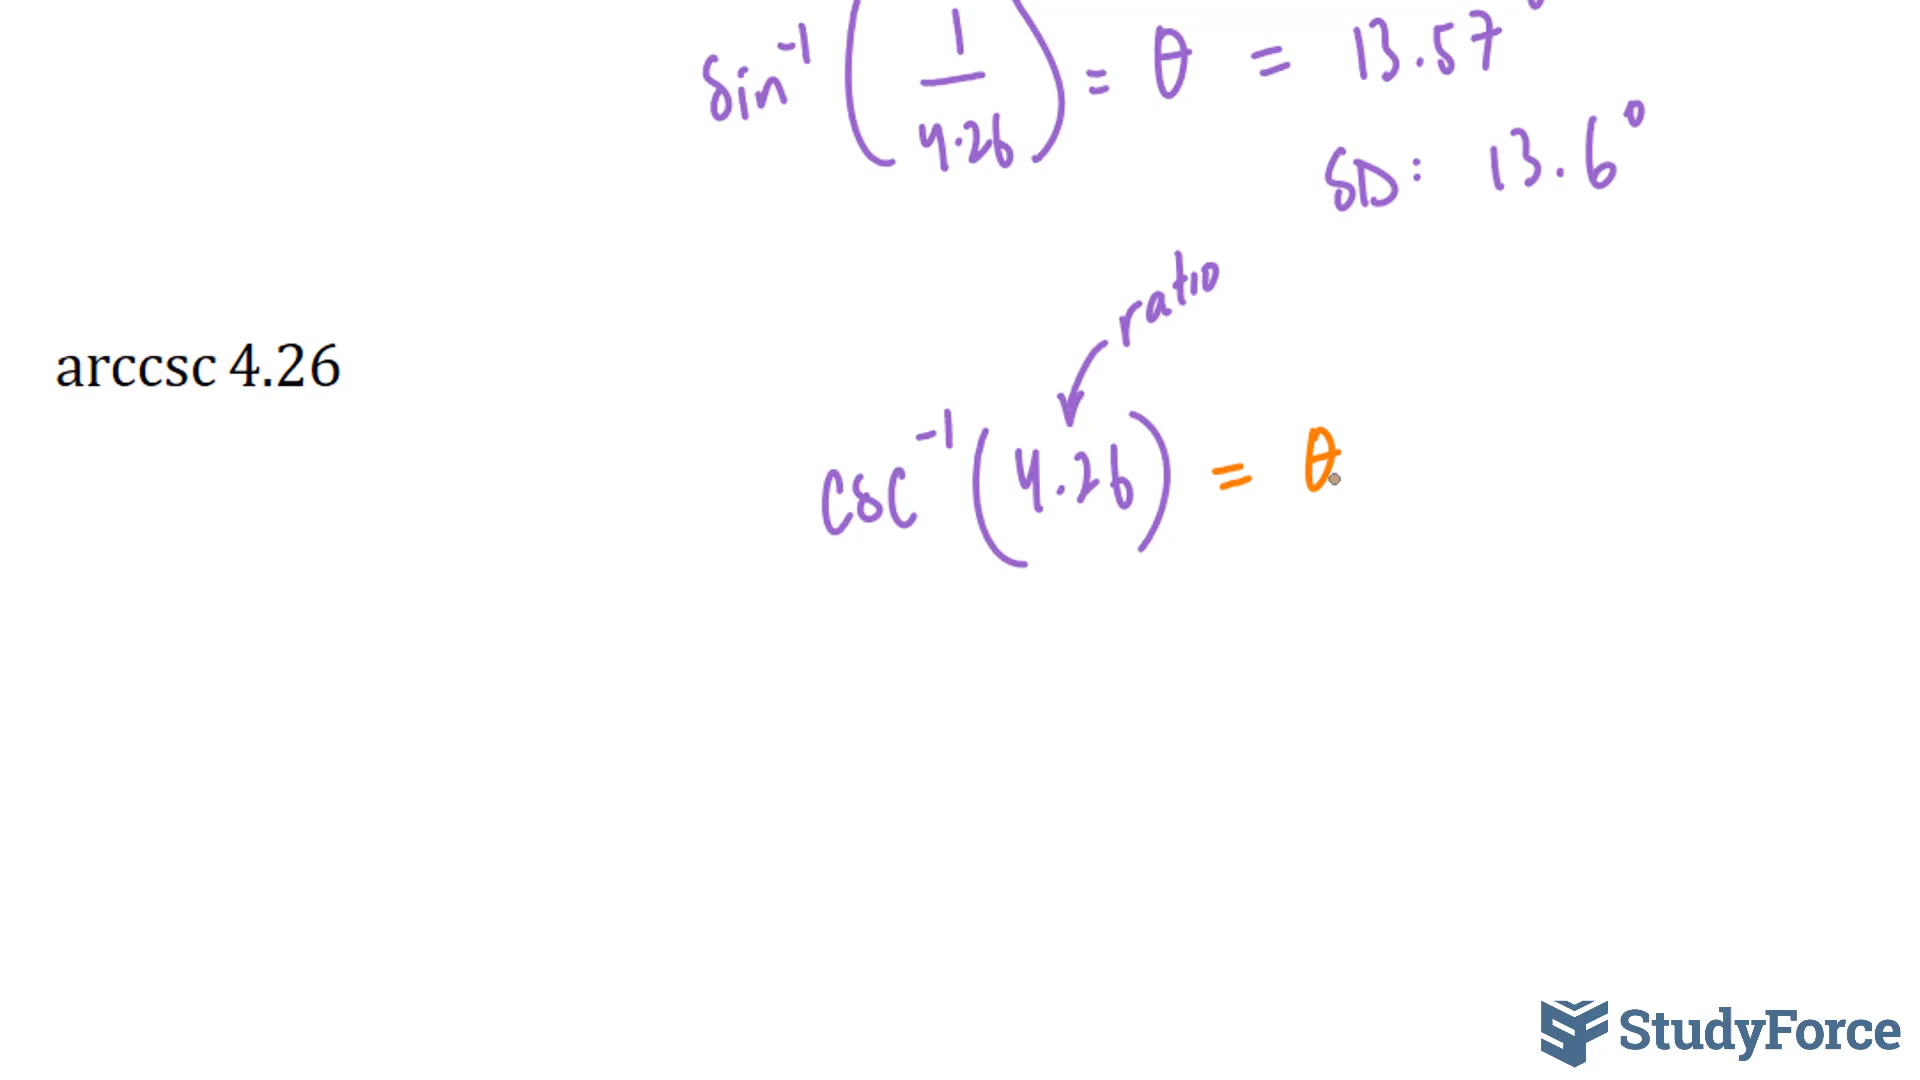 sin⁻¹(1/4.26) = θ = 13.57°
SD: 13.6°
ratio
arccsc 4.26
csc⁻¹(4.26) = θ
StudyForce